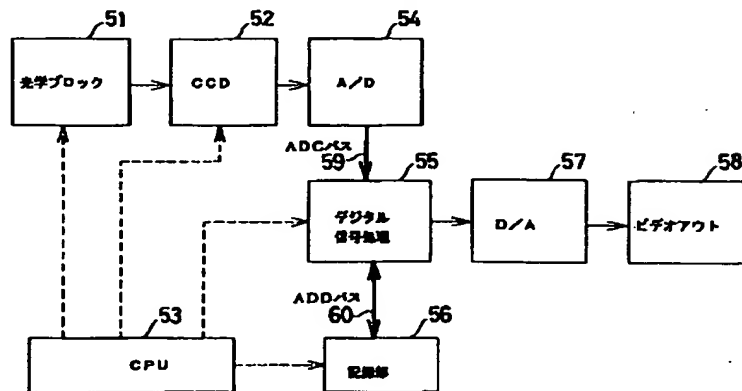 51
52
54
光学ブロック
CCD
A/D
ADCバス
59
55
57
58
デジタル
信号処理
D/A
ビデオアウト
ADDバス
60
53
56
CPU
記録部